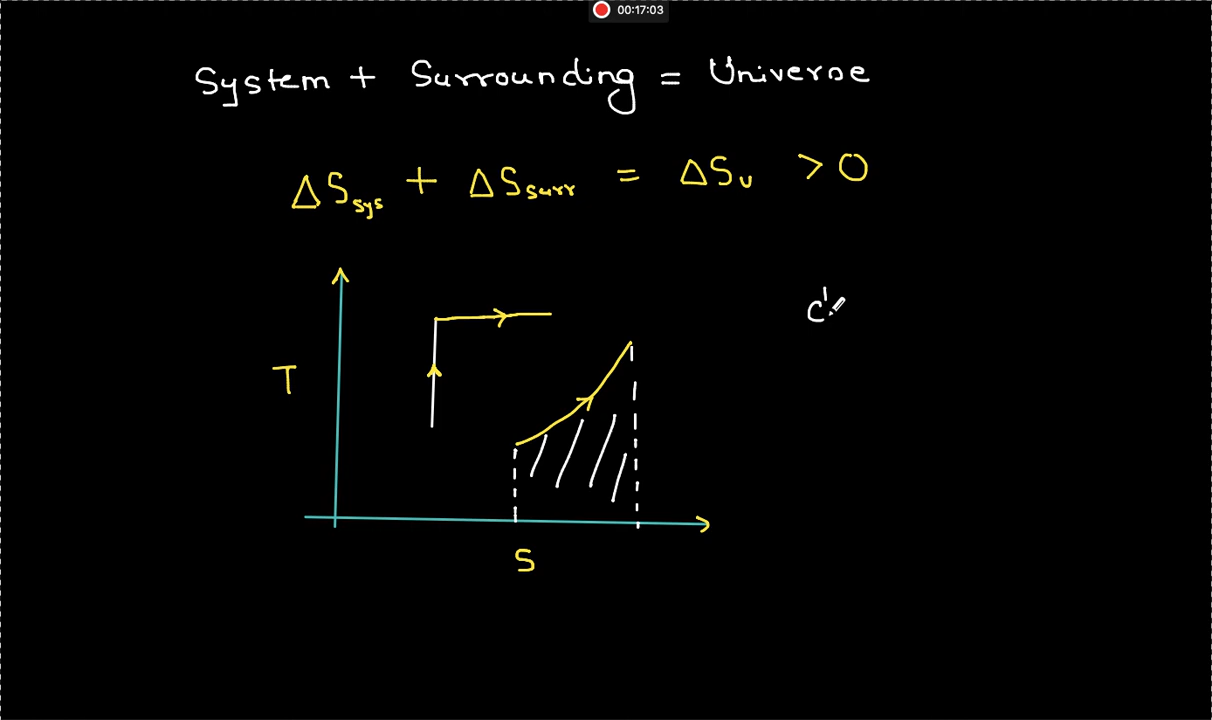 00:17:03
System + Surrounding = Universe
ΔS_sys + ΔS_surr = ΔS_U > 0
T
S